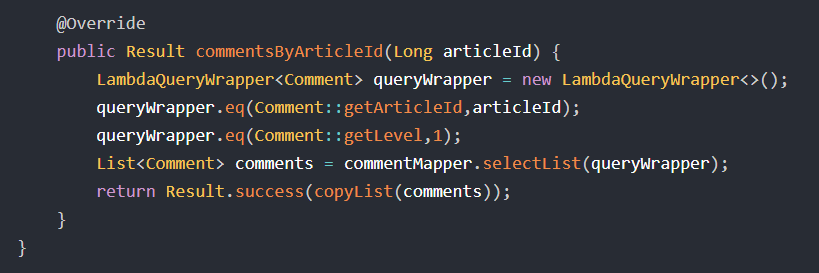 @Override
public Result commentsByArticleId(Long articleId) {
LambdaQueryWrapper<Comment> queryWrapper = new LambdaQueryWrapper<>();
queryWrapper.eq(Comment::getArticleId,articleId);
queryWrapper.eq(Comment::getLevel,1);
List<Comment> comments = commentMapper.selectList(queryWrapper);
return Result.success(copyList(comments));
}
}